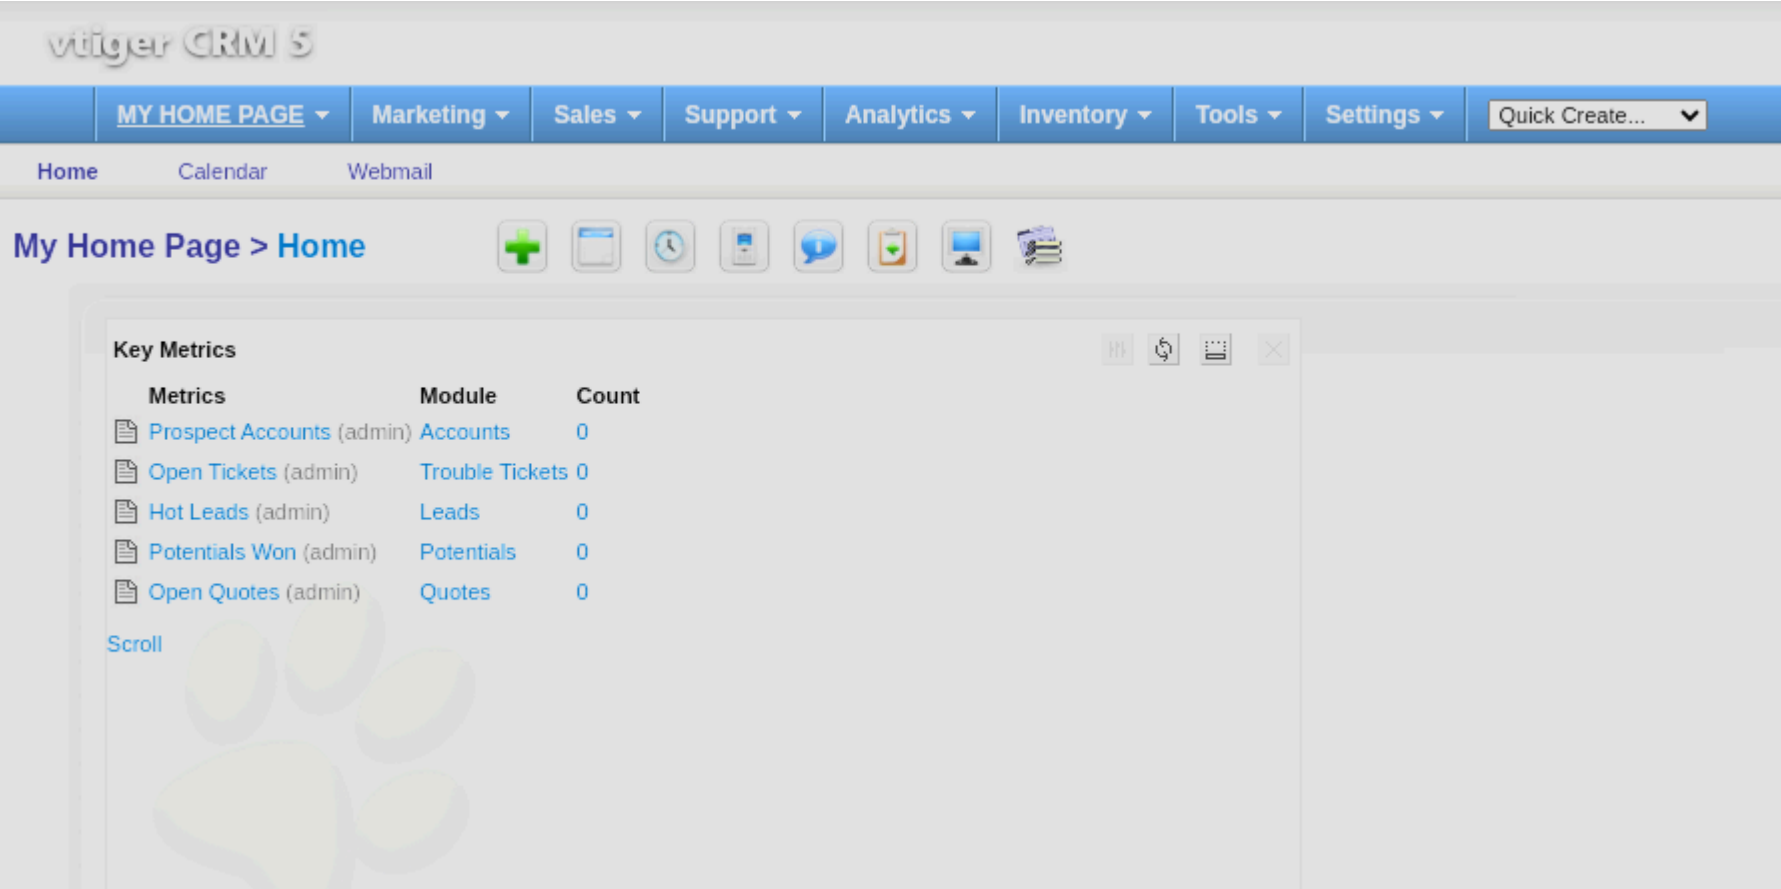 vtiger CRM 5
MY HOME PAGE Marketing Sales Support Analytics Inventory Tools Settings Quick Create...
Home Calendar Webmail
My Home Page > Home
Key Metrics
Metrics Module Count
Prospect Accounts (admin) Accounts 0
Open Tickets (admin) Trouble Tickets 0
Hot Leads (admin) Leads 0
Potentials Won (admin) Potentials 0
Open Quotes (admin) Quotes 0
Scroll